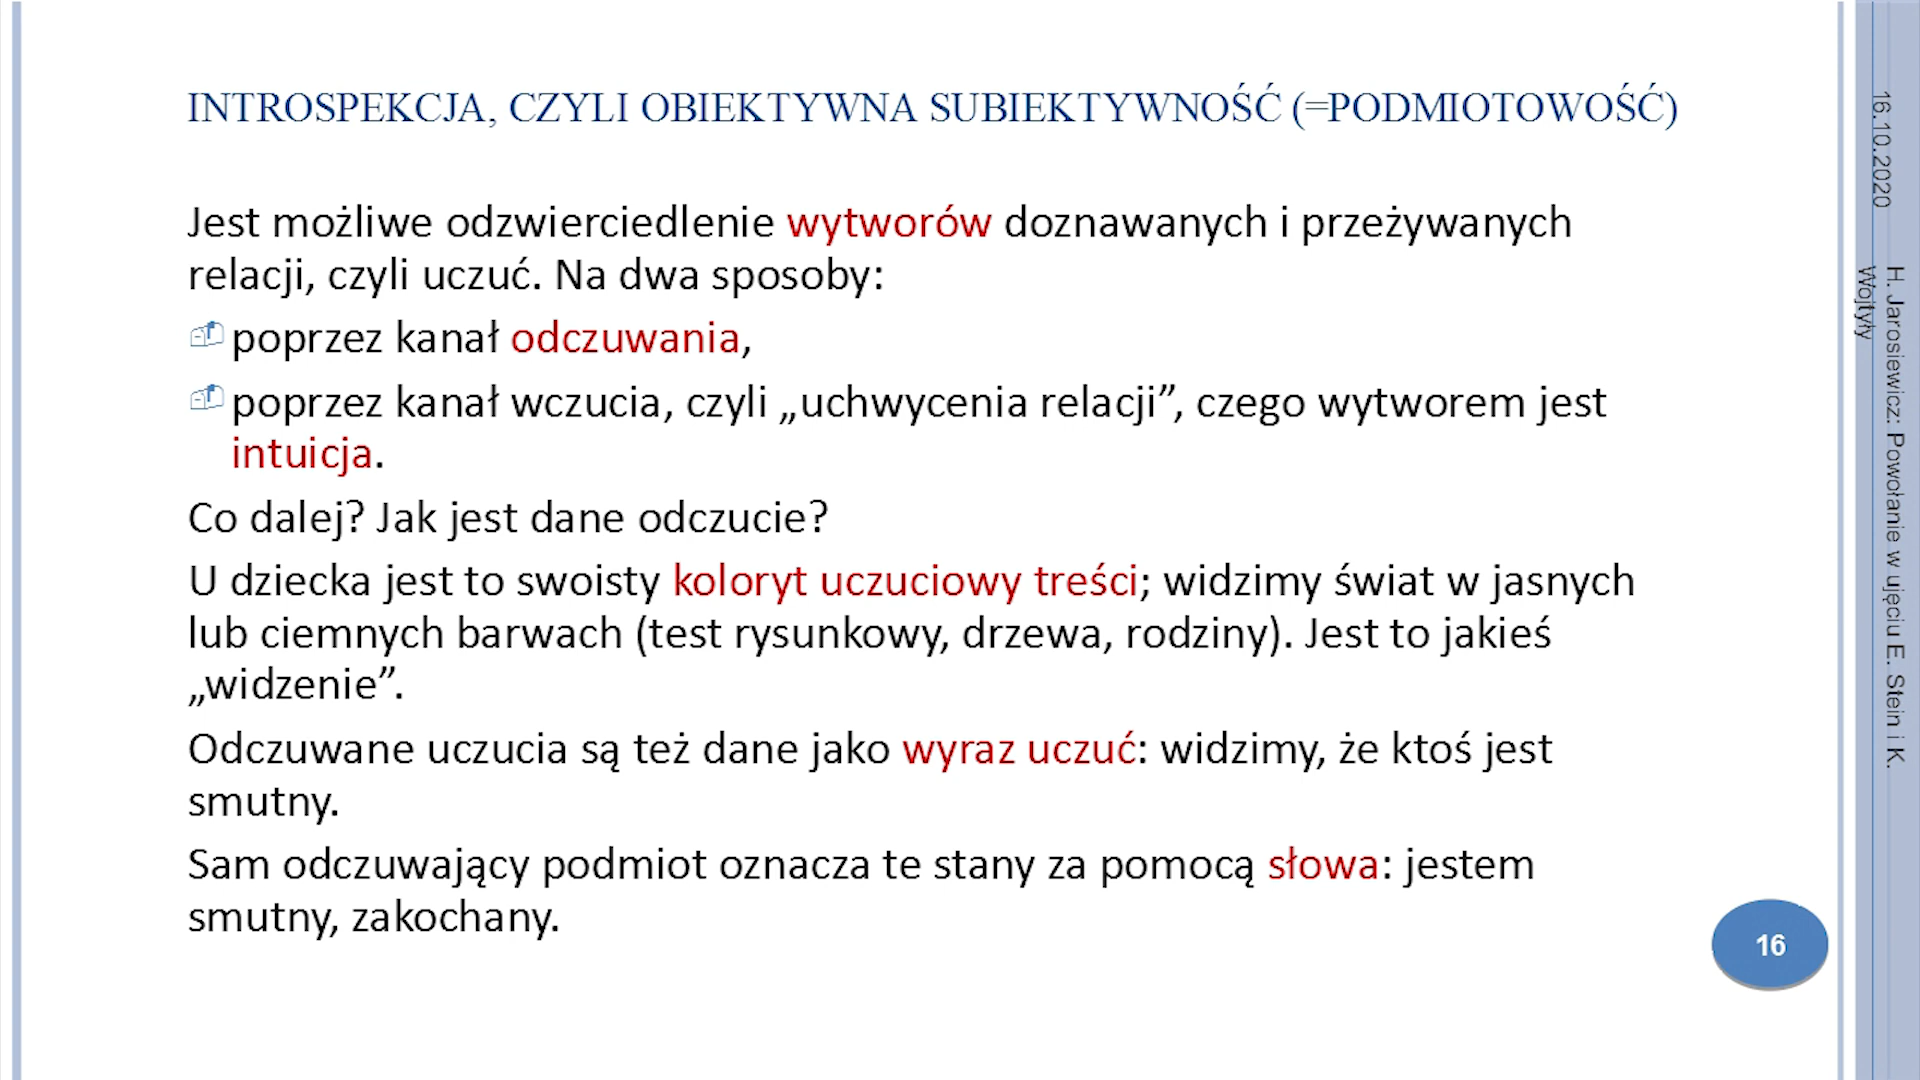 INTROSPEKCJA, CZYLI OBIEKTYWNA SUBIEKTYWNOŚĆ (=PODMIOTOWOŚĆ)
Jest możliwe odzwierciedlenie wytworów doznawanych i przeżywanych
relacji, czyli uczuć. Na dwa sposoby:
poprzez kanał odczuwania,
poprzez kanał wczucia, czyli „uchwycenia relacji”, czego wytworem jest
intuicja.
Co dalej? Jak jest dane odczucie?
U dziecka jest to swoisty koloryt uczuciowy treści; widzimy świat w jasnych
lub ciemnych barwach (test rysunkowy, drzewa, rodziny). Jest to jakieś
„widzenie”.
Odczuwane uczucia są też dane jako wyraz uczuć: widzimy, że ktoś jest
smutny.
Sam odczuwający podmiot oznacza te stany za pomocą słowa: jestem
smutny, zakochany.
16.10.2020
H. Jarosiewicz: Powołanie w ujęciu E. Stein i K.
Wojtyły
16